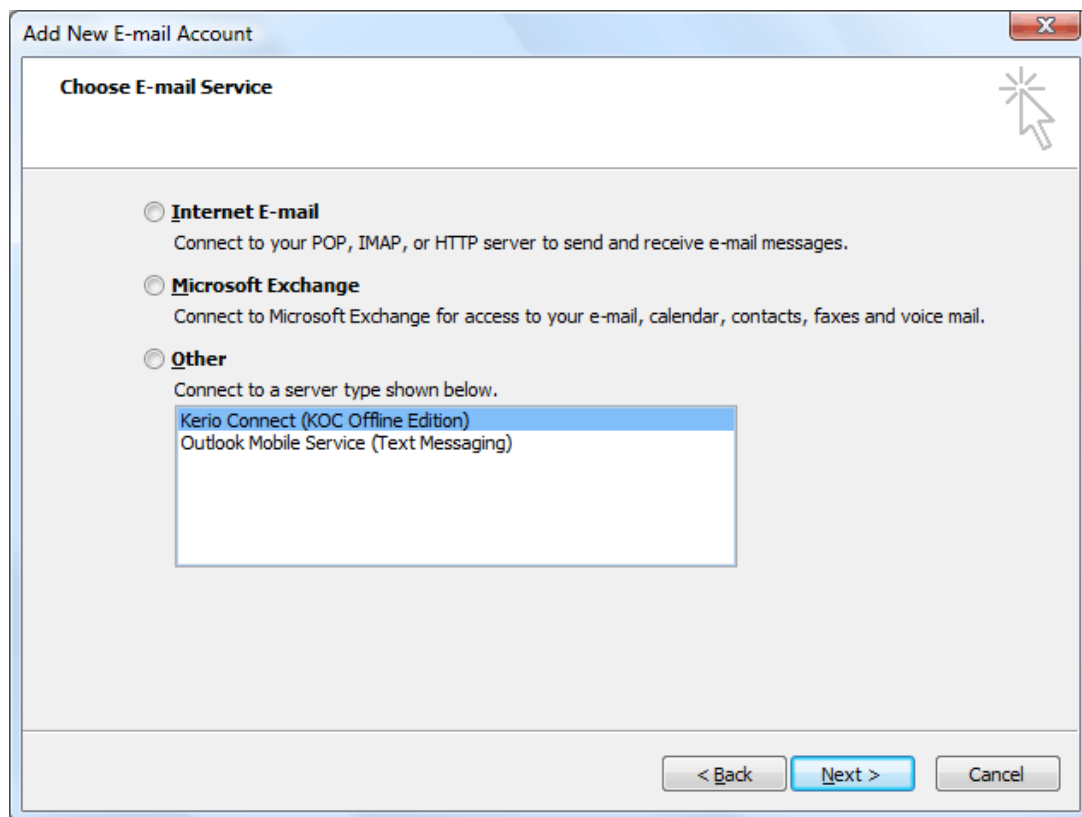 Add New E-mail Account
Choose E-mail Service
Internet E-mail
Connect to your POP, IMAP, or HTTP server to send and receive e-mail messages.
Microsoft Exchange
Connect to Microsoft Exchange for access to your e-mail, calendar, contacts, faxes and voice mail.
Other
Connect to a server type shown below.
Kerio Connect (KOC Offline Edition)
Outlook Mobile Service (Text Messaging)
< Back Next > Cancel